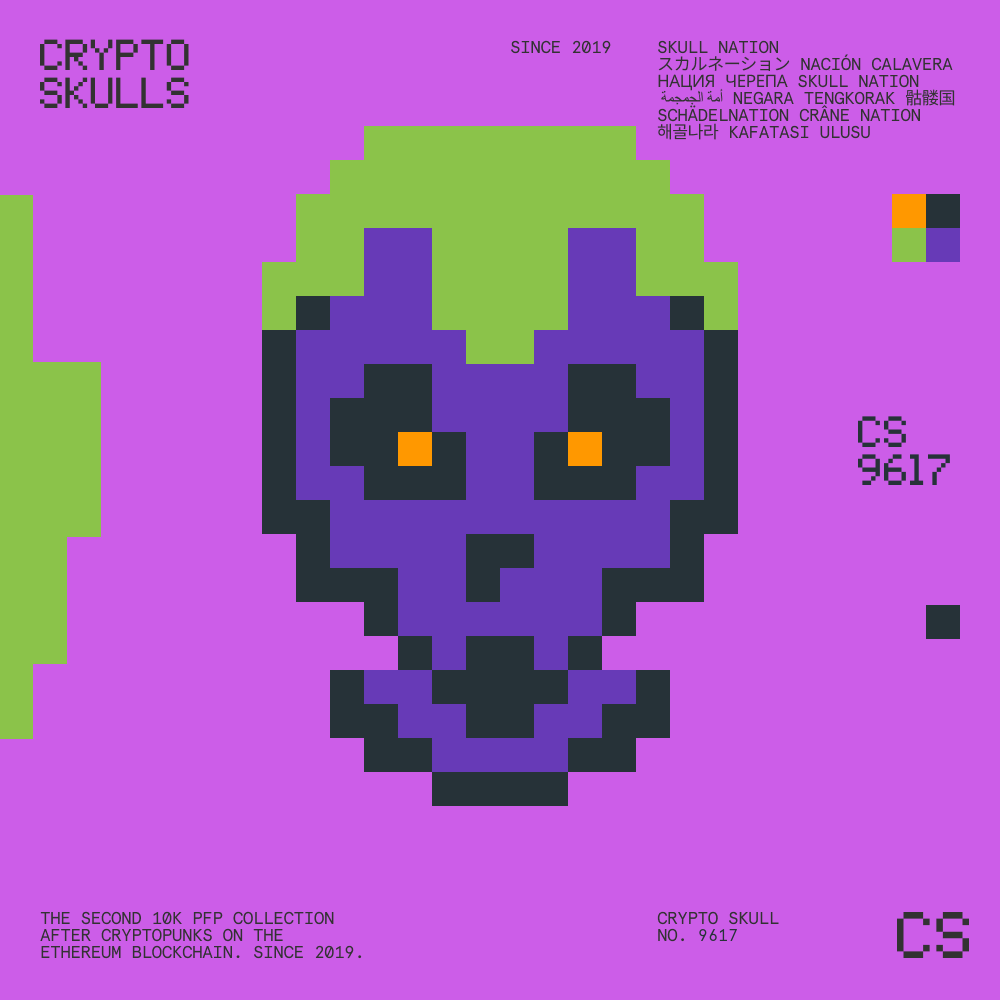 CRYPTO
SKULLS
SINCE 2019
SKULL NATION
スカルネーション NACIÓN CALAVERA
НАЦИЯ ЧЕРЕПА SKULL NATION
أمة الجمجمة NEGARA TENGKORAK 骷髅国
SCHÄDELNATION CRÂNE NATION
해골나라 KAFATASI ULUSU
CS
9617
THE SECOND 10K PFP COLLECTION
AFTER CRYPTOPUNKS ON THE
ETHEREUM BLOCKCHAIN. SINCE 2019.
CRYPTO SKULL
NO. 9617
CS